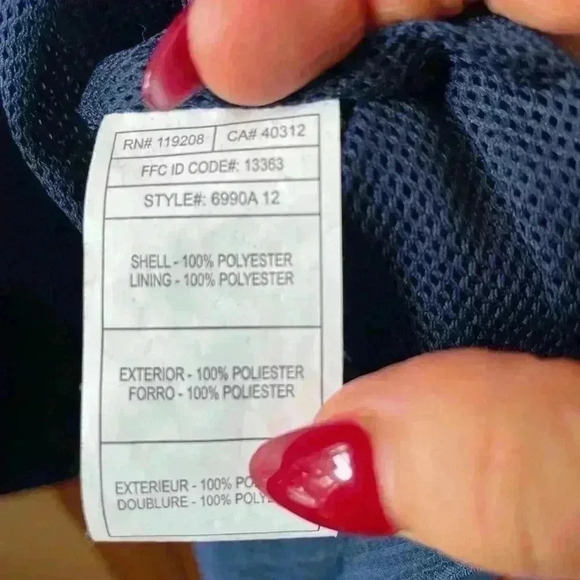 RN# 119208 CA# 40312
FFC ID CODE#: 13363
STYLE#: 6990A 12
SHELL - 100% POLYESTER
LINING - 100% POLYESTER
EXTERIOR - 100% POLIESTER
FORRO - 100% POLIESTER
EXTERIEUR - 100%
DOUBLURE - 100%